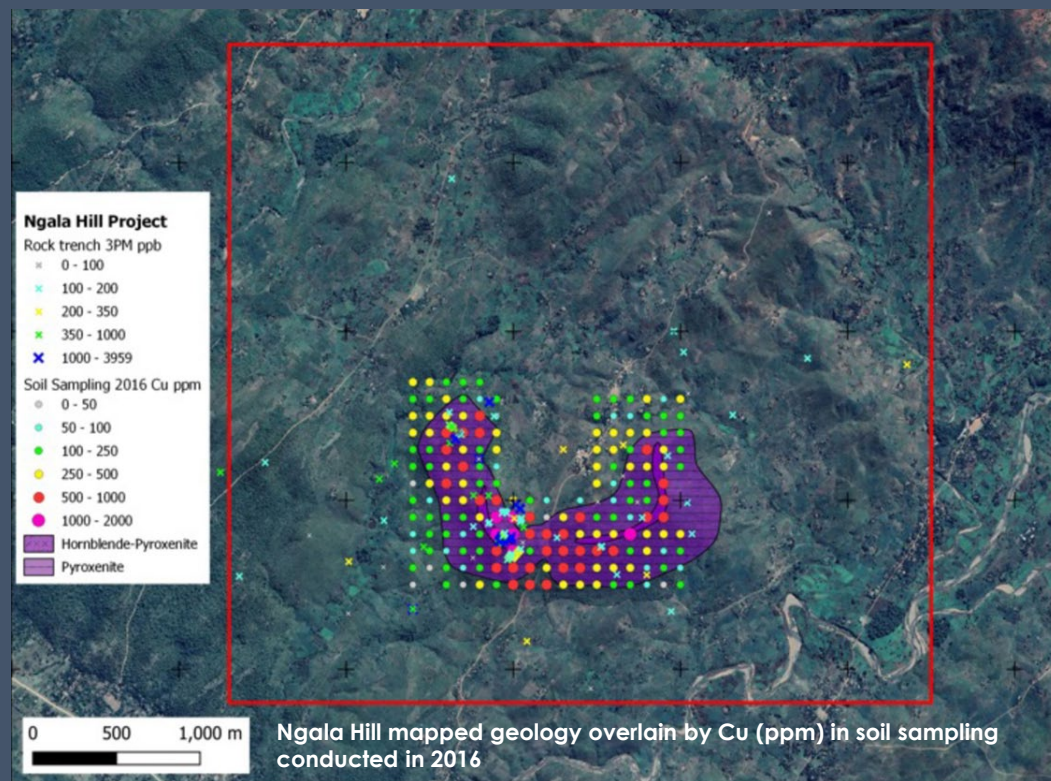 Ngala Hill Project
Rock trench 3PM ppb
0 - 100
100 - 200
200 - 350
350 - 1000
1000 - 3959
Soil Sampling 2016 Cu ppm
0 - 50
50 - 100
100 - 250
250 - 500
500 - 1000
1000 - 2000
Hornblende-Pyroxenite
Pyroxenite
0 500 1,000 m
Ngala Hill mapped geology overlain by Cu (ppm) in soil sampling
conducted in 2016